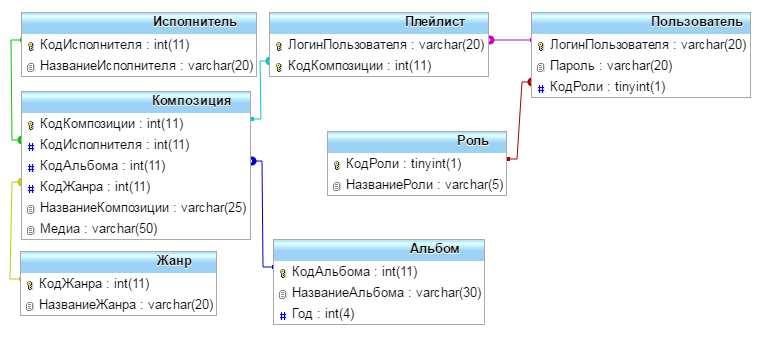 Исполнитель
КодИсполнителя : int(11)
НазваниеИсполнителя : varchar(20)
Плейлист
ЛогинПользователя : varchar(20)
КодКомпозиции : int(11)
Пользователь
ЛогинПользователя : varchar(20)
Пароль : varchar(20)
КодРоли : tinyint(1)
Композиция
КодКомпозиции : int(11)
КодИсполнителя : int(11)
КодАльбома : int(11)
КодЖанра : int(11)
НазваниеКомпозиции : varchar(25)
Медиа : varchar(50)
Роль
КодРоли : tinyint(1)
НазваниеРоли : varchar(5)
Жанр
КодЖанра : int(11)
НазваниеЖанра : varchar(20)
Альбом
КодАльбома : int(11)
НазваниеАльбома : varchar(30)
Год : int(4)